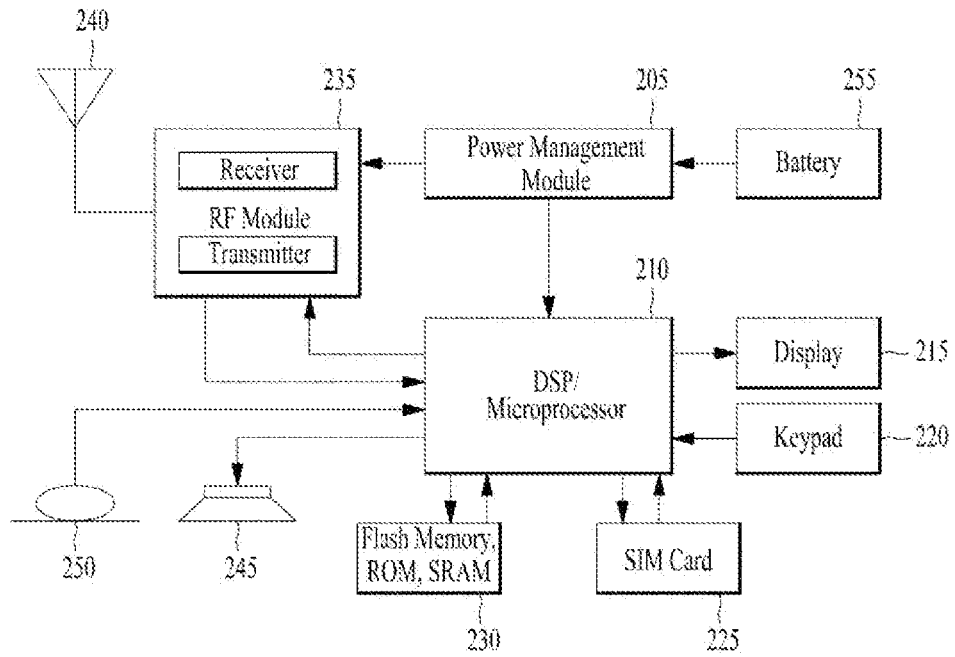 240
235
205
255
Receiver
RF Module
Transmitter
Power Management
Module
Battery
210
DSP/
Microprocessor
Display
215
Keypad
220
250
245
Flash Memory,
ROM, SRAM
230
SIM Card
225